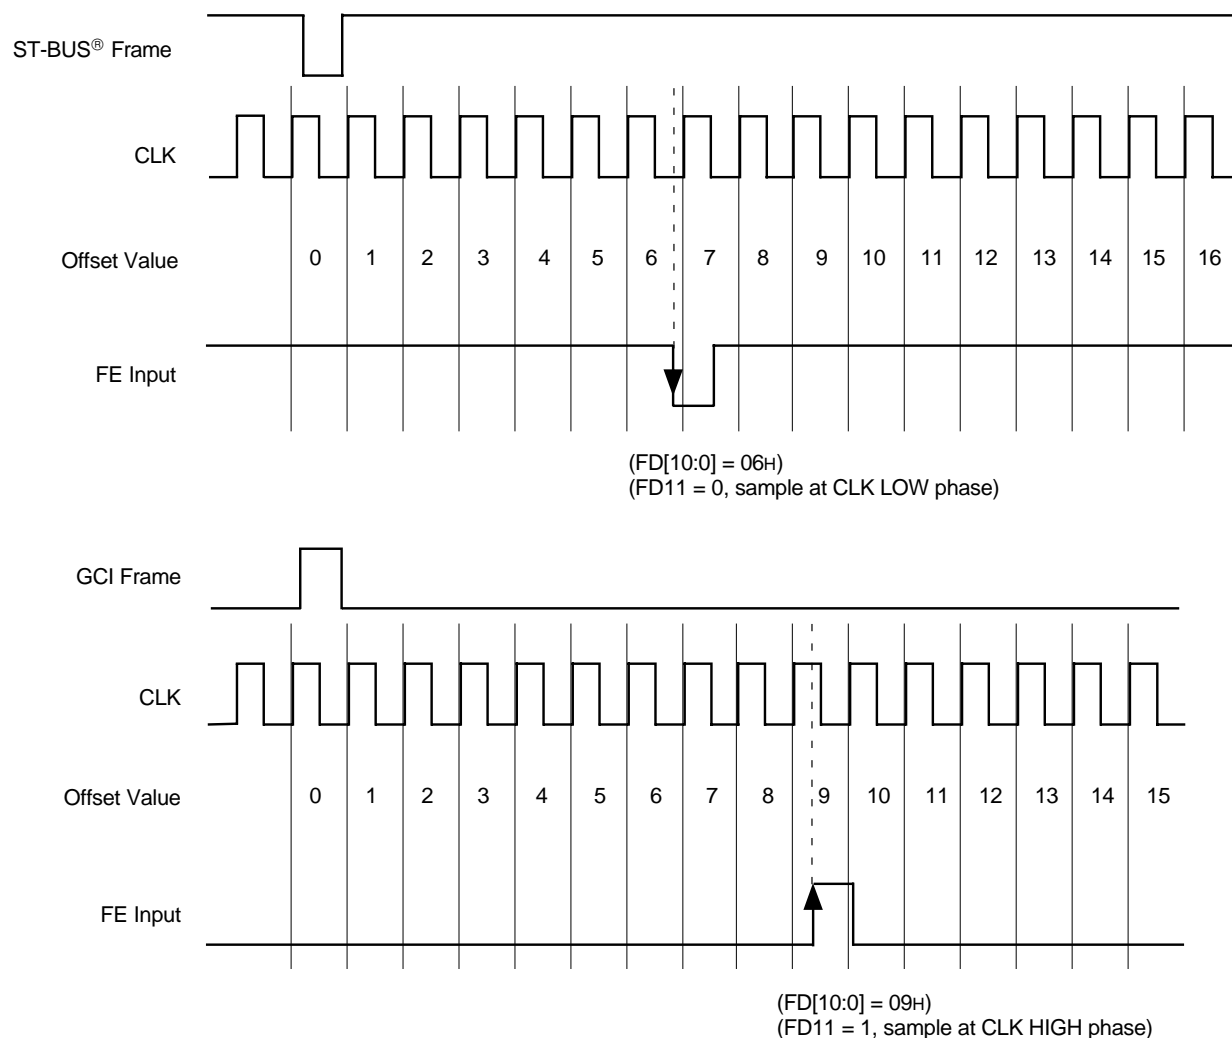 ST-BUS® Frame
CLK
Offset Value 0 1 2 3 4 5 6 7 8 9 10 11 12 13 14 15 16
FE Input
(FD[10:0] = 06H)
(FD11 = 0, sample at CLK LOW phase)
GCI Frame
CLK
Offset Value 0 1 2 3 4 5 6 7 8 9 10 11 12 13 14 15
FE Input
(FD[10:0] = 09H)
(FD11 = 1, sample at CLK HIGH phase)